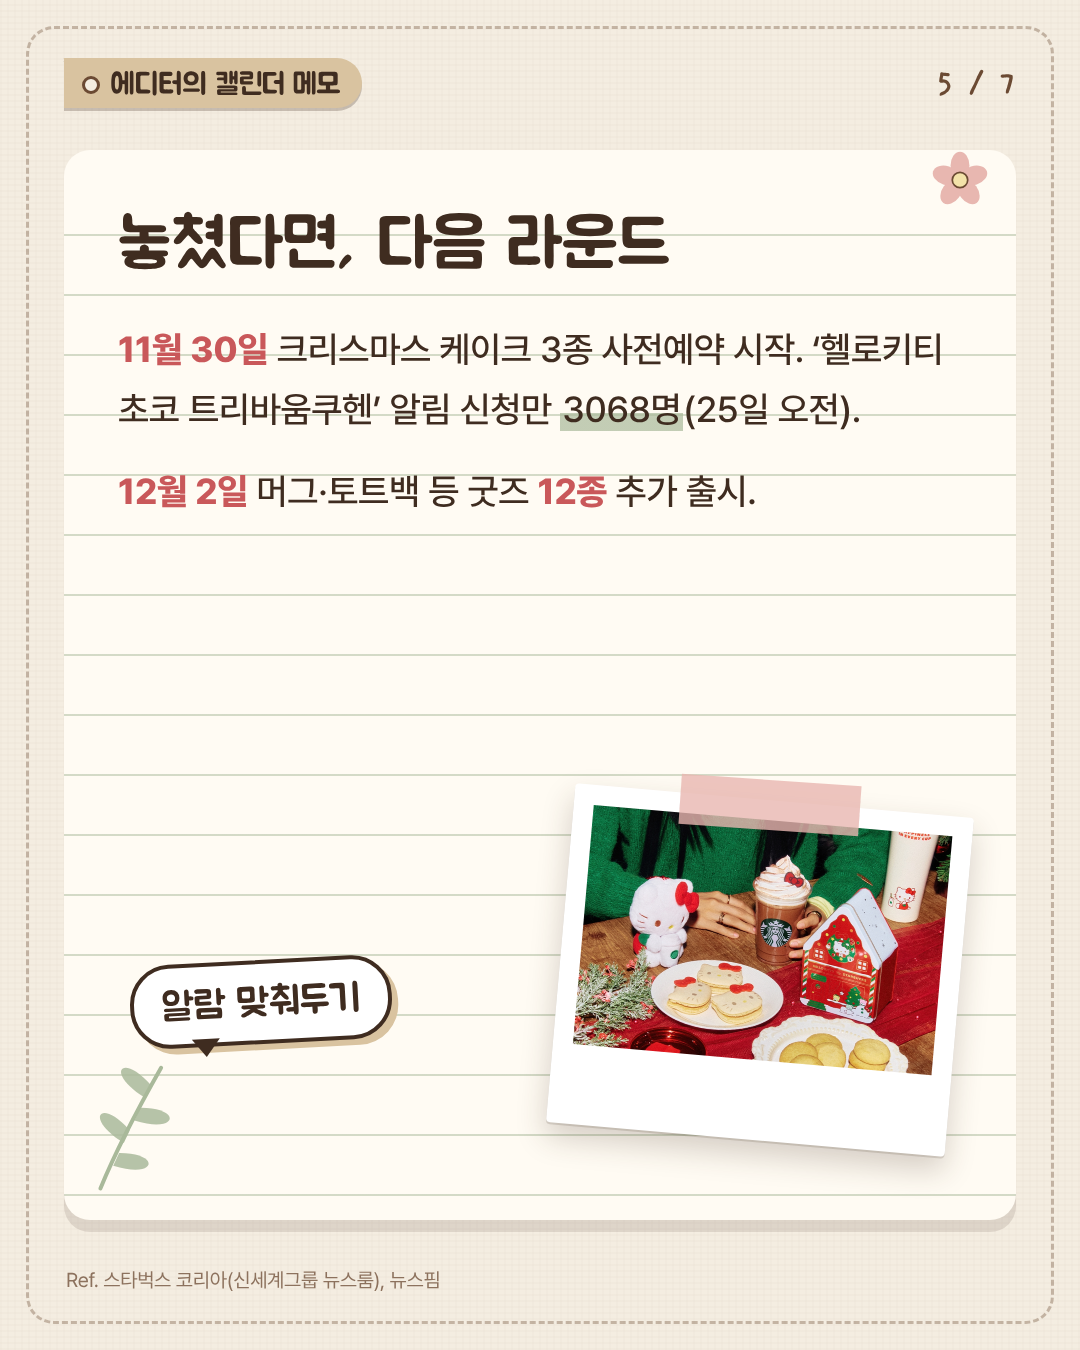 에디터의 캘린더 메모
5 / 7
놓쳤다면, 다음 라운드
11월 30일 크리스마스 케이크 3종 사전예약 시작. ‘헬로키티
초코 트리바움쿠헨’ 알림 신청만 3068명(25일 오전).
12월 2일 머그·토트백 등 굿즈 12종 추가 출시.
알람 맞춰두기
Ref. 스타벅스 코리아(신세계그룹 뉴스룸), 뉴스핌